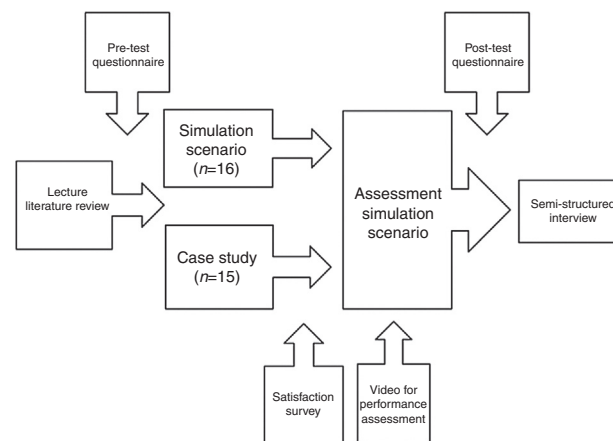 Pre-test
questionnaire
Post-test
questionnaire
Simulation
scenario
(n=16)
Lecture
literature review
Assessment
simulation
scenario
Semi-structured
interview
Case study
(n=15)
Satisfaction
survey
Video for
performance
assessment